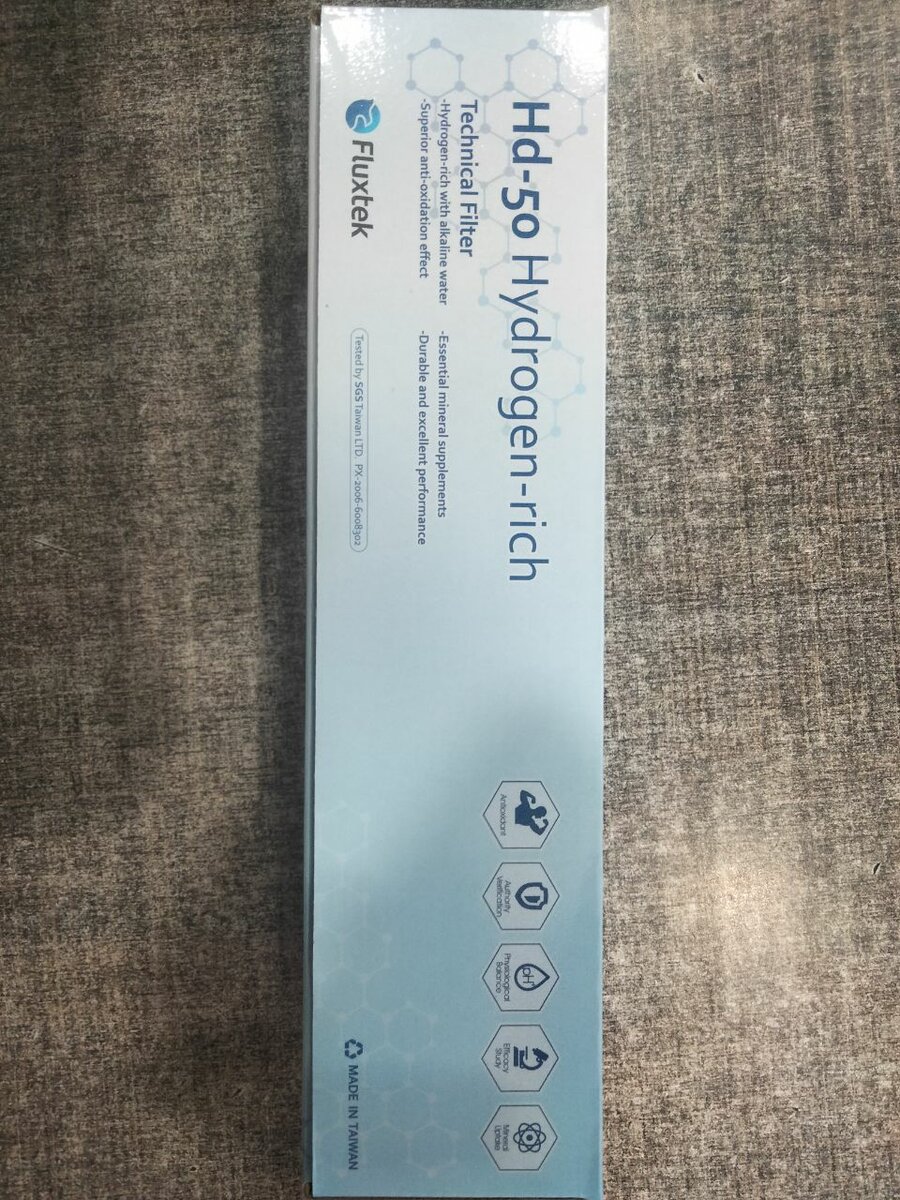 Hd-50 Hydrogen-rich
Technical Filter
-Hydrogen-rich with alkaline water
-Superior anti-oxidation effect
-Essential mineral supplements
-Durable and excellent performance
Fluxtek
Tested by SGS Taiwan LTD. PX-2006-6008302
Antioxidant
Authority
Verification
pH
Physiological
Balance
Efficacy
Study
Mineral
Uptake
MADE IN TAIWAN